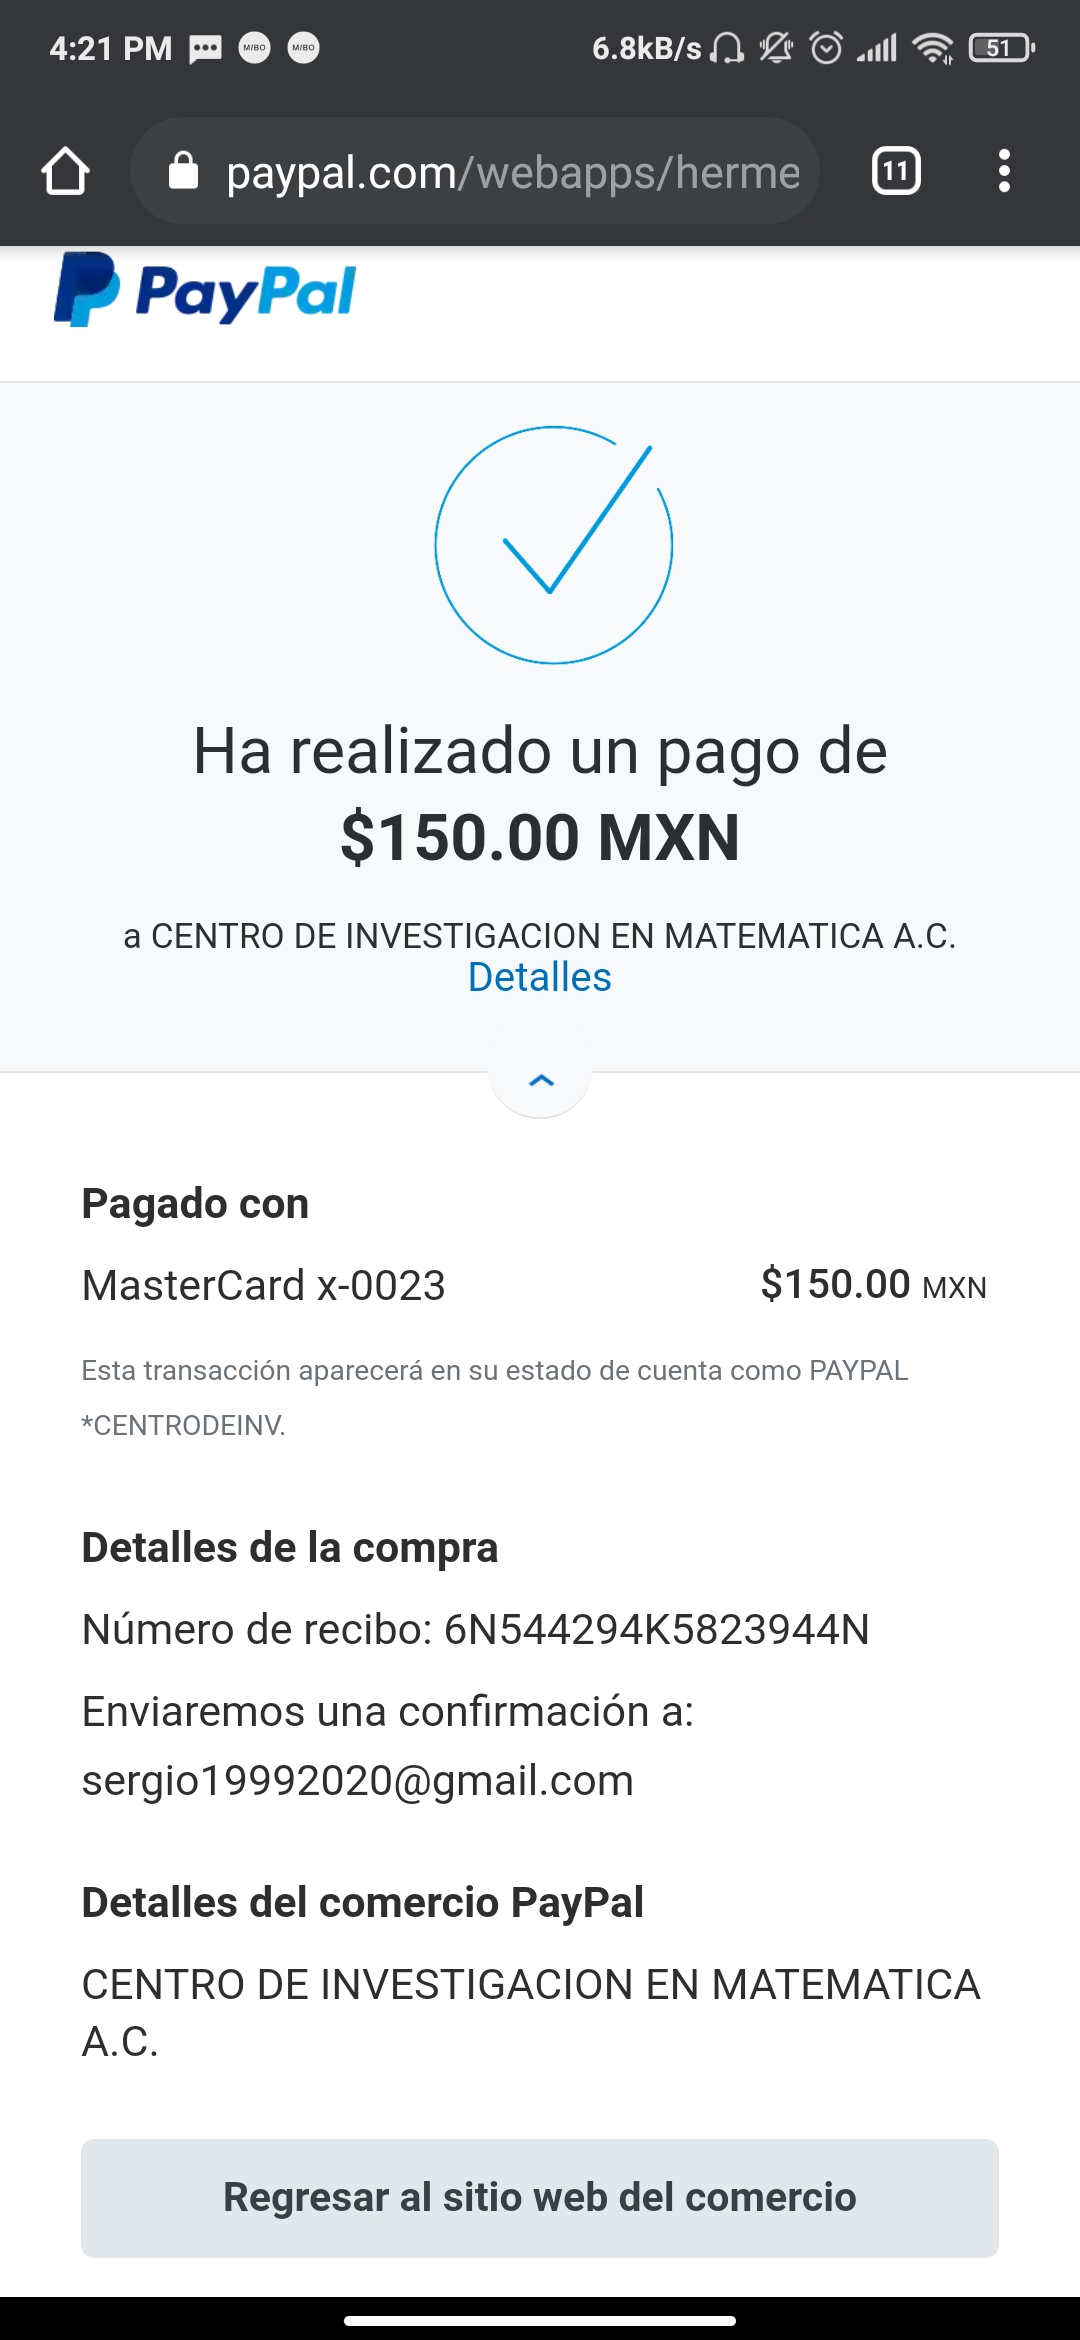 4:21 PM M/BO M/BO 6.8kB/s 51
paypal.com/webapps/herme 11
PayPal
Ha realizado un pago de
$150.00 MXN
a CENTRO DE INVESTIGACION EN MATEMATICA A.C.
Detalles
Pagado con
MasterCard x-0023 $150.00 MXN
Esta transacción aparecerá en su estado de cuenta como PAYPAL
*CENTRODEINV.
Detalles de la compra
Número de recibo: 6N544294K5823944N
Enviaremos una confirmación a:
sergio19992020@gmail.com
Detalles del comercio PayPal
CENTRO DE INVESTIGACION EN MATEMATICA
A.C.
Regresar al sitio web del comercio